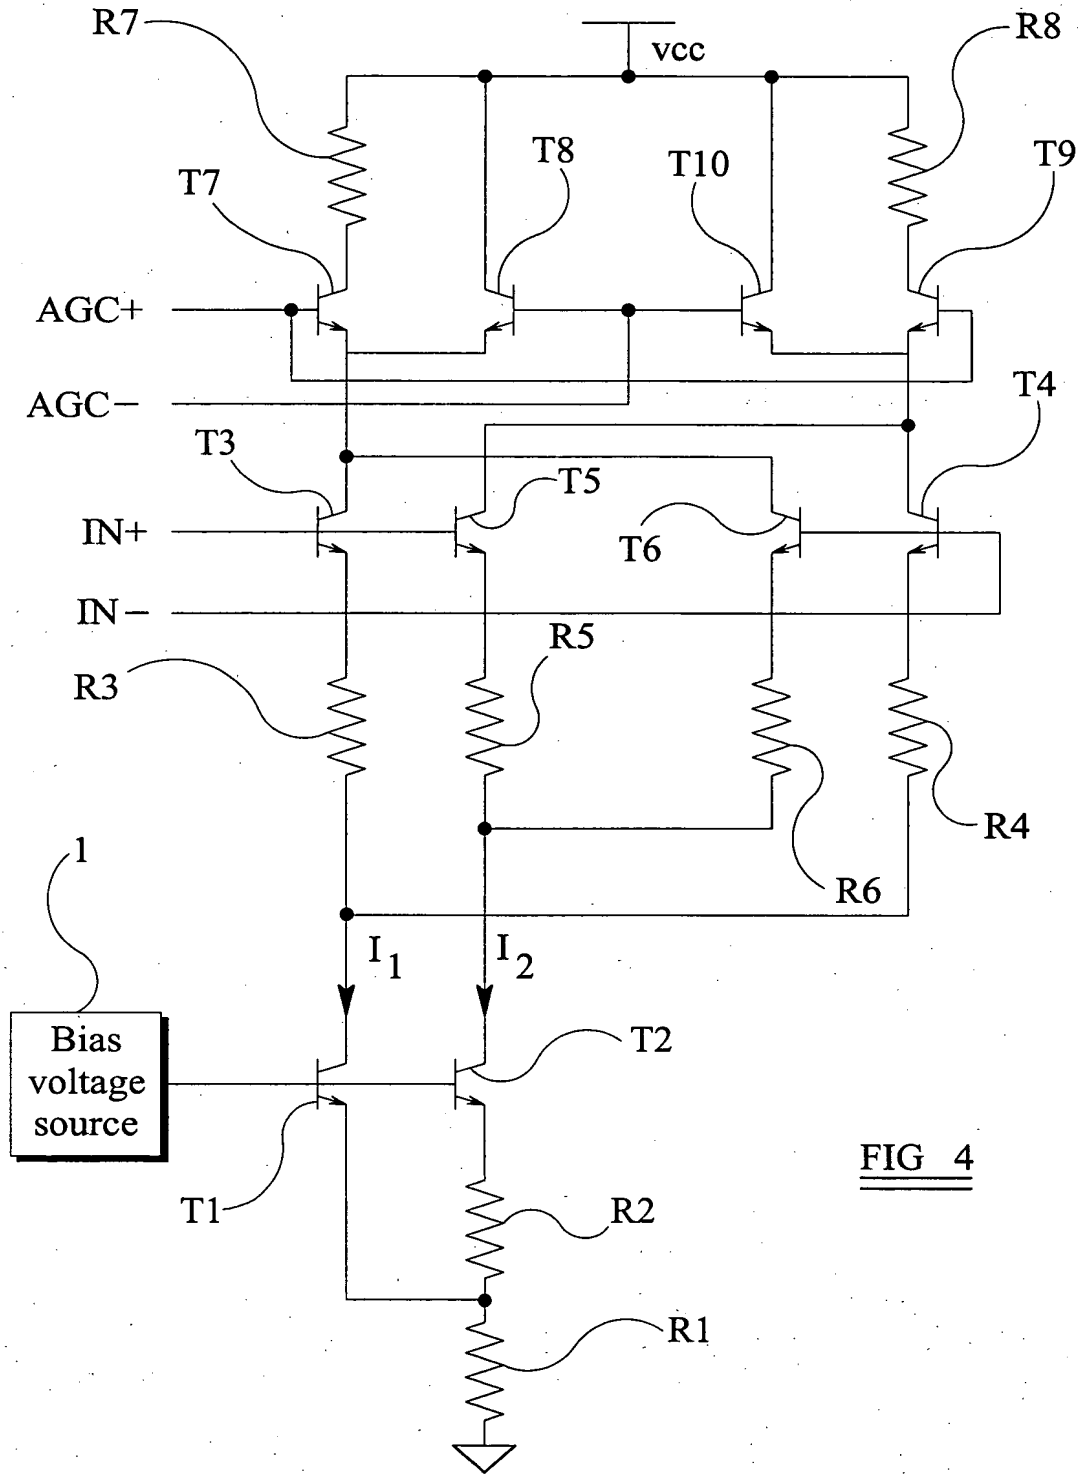 R7
vcc
R8
T8
T10
T9
T7
AGC+
AGC−
T4
T3
T5
IN+
T6
IN−
R5
R3
R4
1
R6
I1
I2
Bias
voltage
source
T2
FIG 4
T1
R2
R1